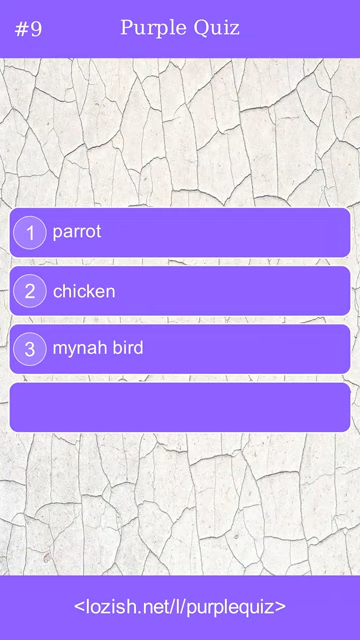 #9
Purple Quiz
1 parrot
2 chicken
3 mynah bird
<lozish.net/l/purplequiz>